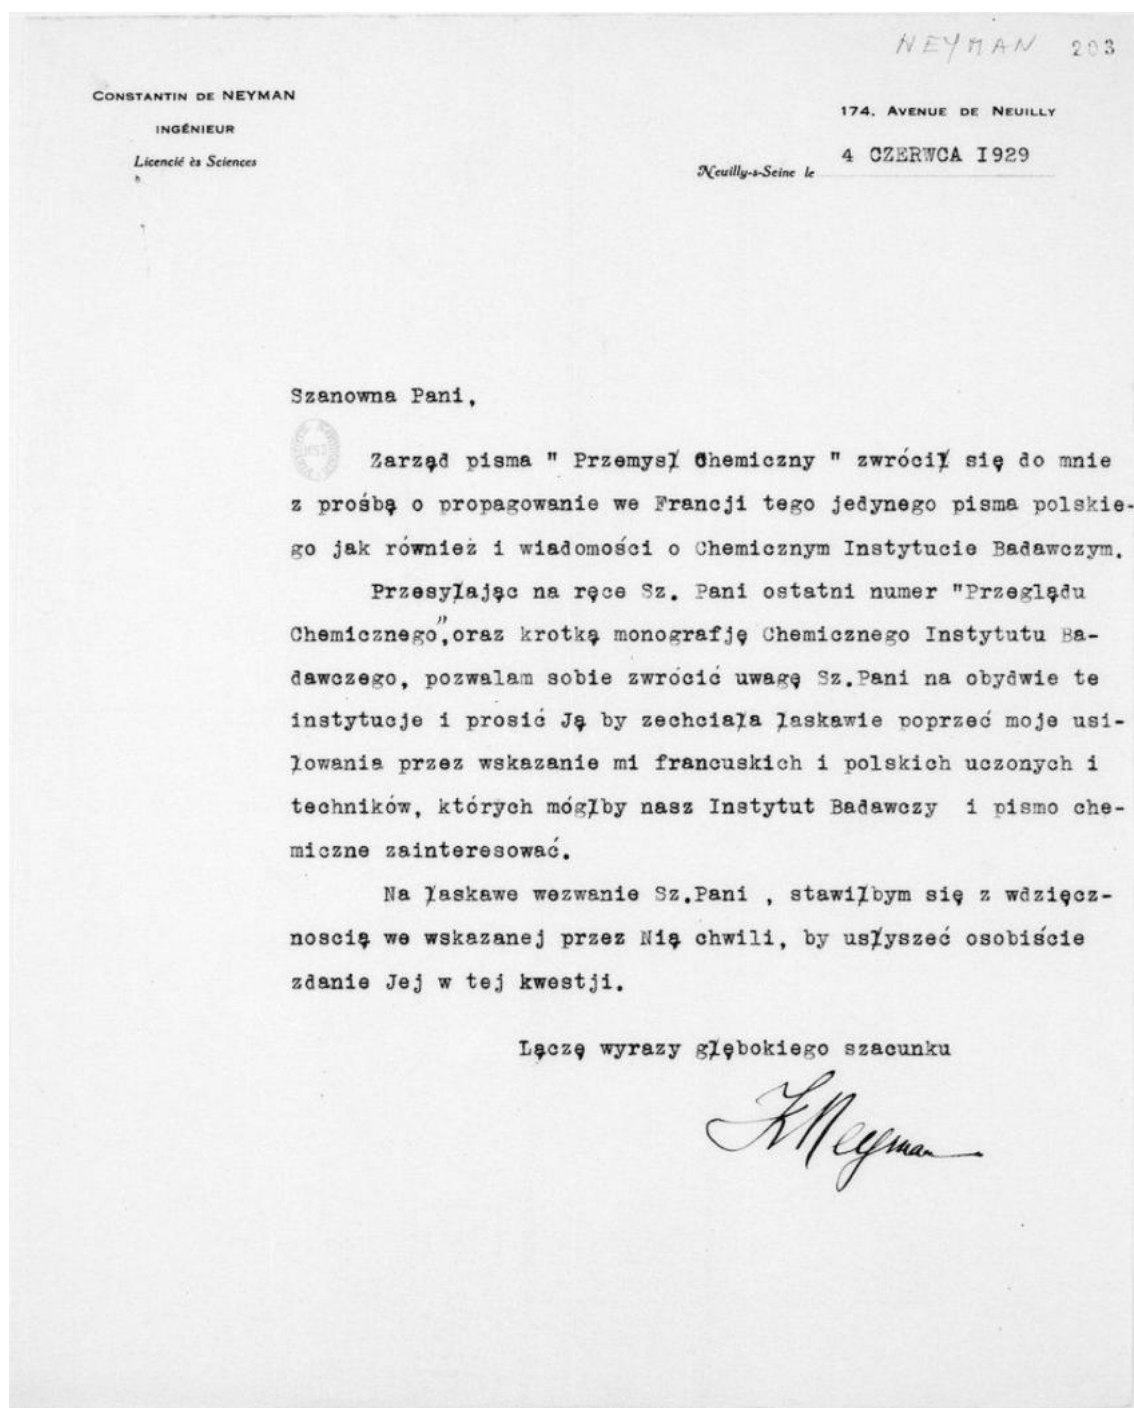 NEYMAN 203
CONSTANTIN DE NEYMAN
INGÉNIEUR
Licencié ès Sciences
174, AVENUE DE NEUILLY
Neuilly-s-Seine le 4 CZERWCA I929
Szanowna Pani,
Zarząd pisma " Przemysł Chemiczny " zwrócił się do mnie
z prośbą o propagowanie we Francji tego jedynego pisma polskie-
go jak również i wiadomości o Chemicznym Instytucie Badawczym.
Przesyłając na ręce Sz. Pani ostatni numer "Przeglądu
Chemicznego", oraz krotką monografję Chemicznego Instytutu Ba-
dawczego, pozwalam sobie zwrócić uwagę Sz.Pani na obydwie te
instytucje i prosić Ją by zechciała łaskawie poprzeć moje usi-
łowania przez wskazanie mi francuskich i polskich uczonych i
techników, których mógłby nasz Instytut Badawczy i pismo che-
miczne zainteresować.
Na łaskawe wezwanie Sz.Pani , stawiłbym się z wdzięcz-
noscią we wskazanej przez Nią chwili, by usłyszeć osobiście
zdanie Jej w tej kwestji.
Łączę wyrazy głębokiego szacunku
KNeyman